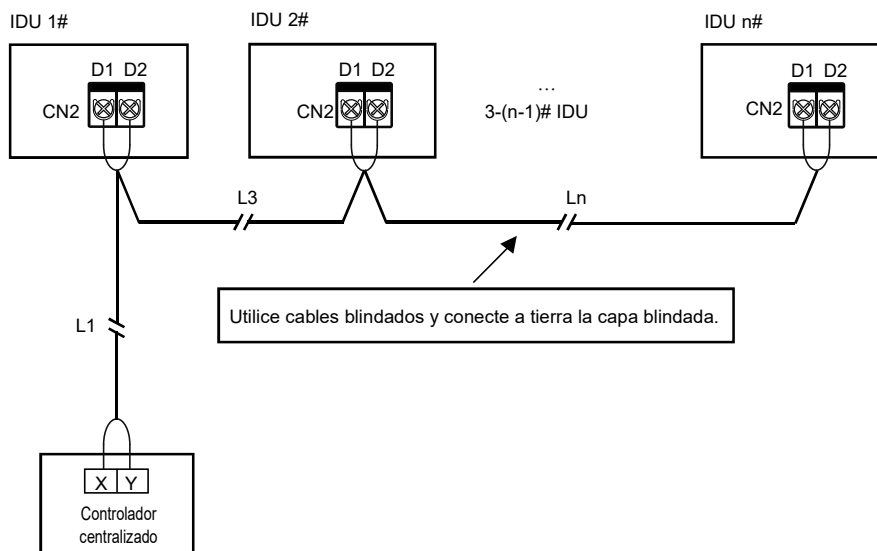 IDU 1#
IDU 2#
IDU n#
D1 D2
CN2
D1 D2
CN2
…
3-(n-1)# IDU
D1 D2
CN2
L3
Ln
Utilice cables blindados y conecte a tierra la capa blindada.
L1
X Y
Controlador
centralizado